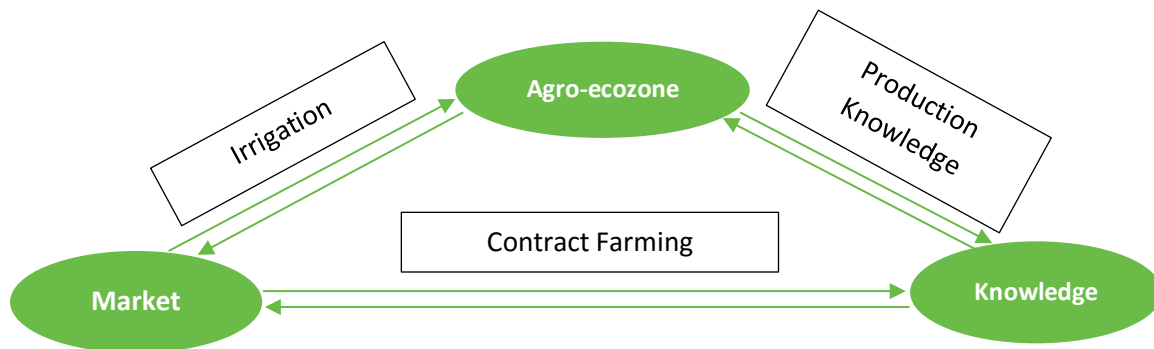 Agro-ecozone
Production
Knowledge
Irrigation
Contract Farming
Market
Knowledge